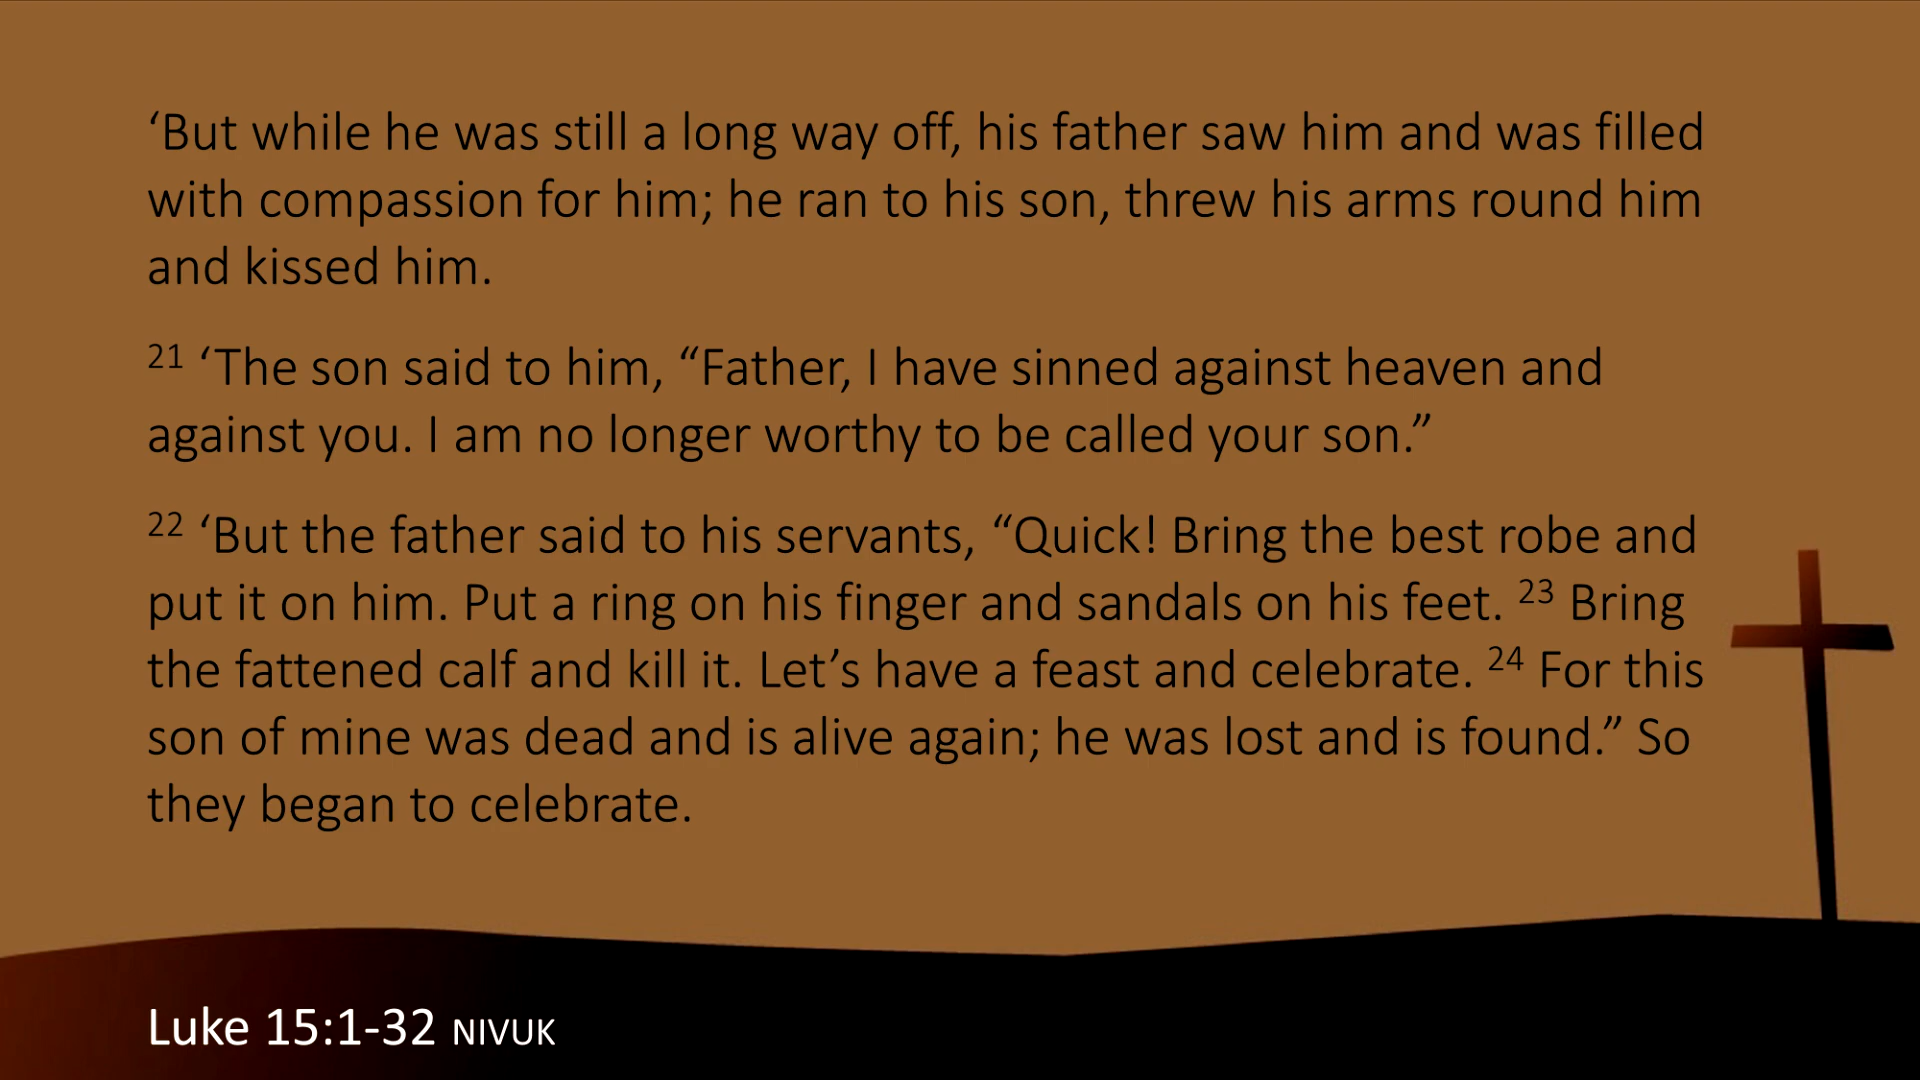 ‘But while he was still a long way off, his father saw him and was filled
with compassion for him; he ran to his son, threw his arms round him
and kissed him.
21 ‘The son said to him, “Father, I have sinned against heaven and
against you. I am no longer worthy to be called your son.”
22 ‘But the father said to his servants, “Quick! Bring the best robe and
put it on him. Put a ring on his finger and sandals on his feet. 23 Bring
the fattened calf and kill it. Let’s have a feast and celebrate. 24 For this
son of mine was dead and is alive again; he was lost and is found.” So
they began to celebrate.
Luke 15:1-32 NIVUK